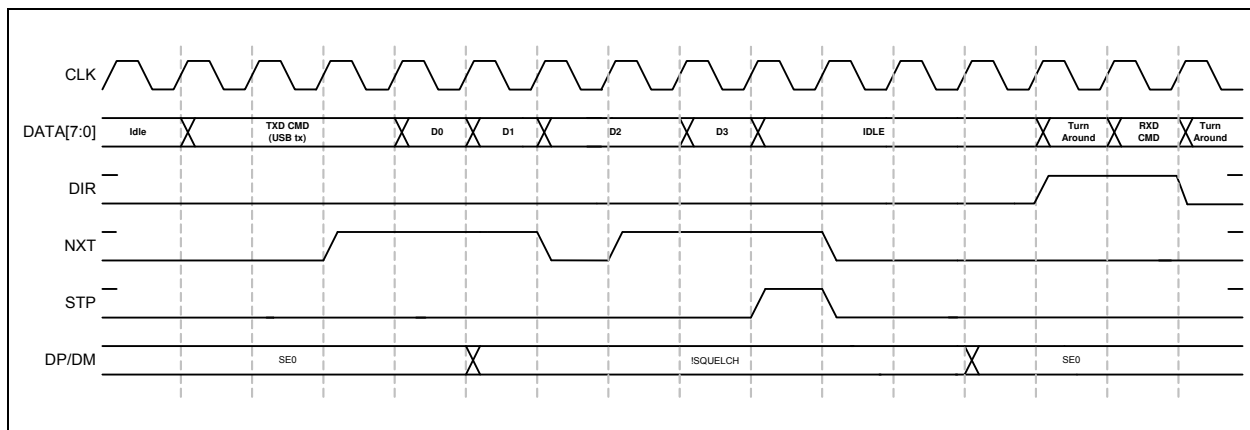 CLK
DATA[7:0]
Idle
TXD CMD
(USB tx)
D0
D1
D2
D3
IDLE
Turn
Around
RXD
CMD
Turn
Around
DIR
NXT
STP
DP/DM
SE0
!SQUELCH
SE0